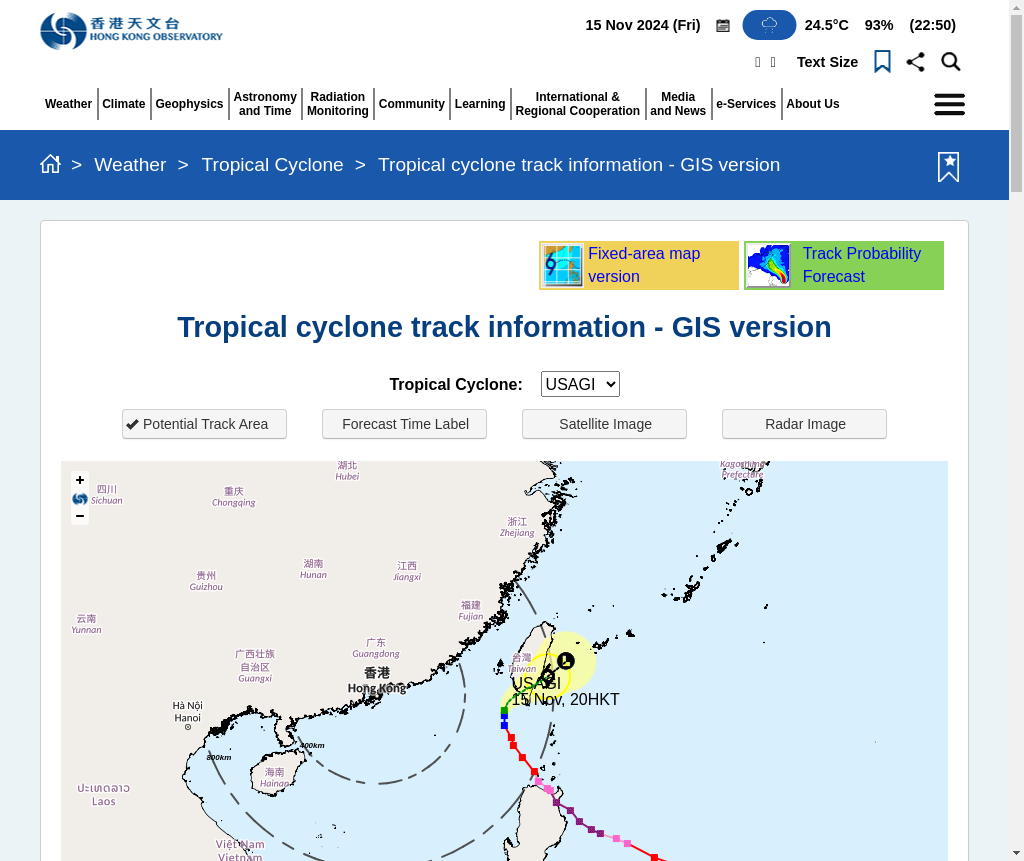 香港天文台
HONG KONG OBSERVATORY
15 Nov 2024 (Fri)
24.5°C
93%
(22:50)
Text Size
Weather
Climate
Geophysics
Astronomy
and Time
Radiation
Monitoring
Community
Learning
International &
Regional Cooperation
Media
and News
e-Services
About Us
> Weather > Tropical Cyclone > Tropical cyclone track information - GIS version
Fixed-area map
version
Track Probability
Forecast
Tropical cyclone track information - GIS version
Tropical Cyclone:
USAGI
Potential Track Area
Forecast Time Label
Satellite Image
Radar Image
+
−
湖北
Hubei
Kagoshima
Prefecture
四川
Sichuan
重庆
Chongqing
浙江
Zhejiang
湖南
Hunan
江西
Jiangxi
贵州
Guizhou
福建
Fujian
云南
Yunnan
广东
Guangdong
广西壮族
自治区
Guangxi
台灣
Taiwan
香港
Hong Kong
L
USAGI
15 Nov, 20HKT
Hà Nội
Hanoi
400km
800km
海南
Hainan
ປະເທດລາວ
Laos
Việt Nam
Vietnam